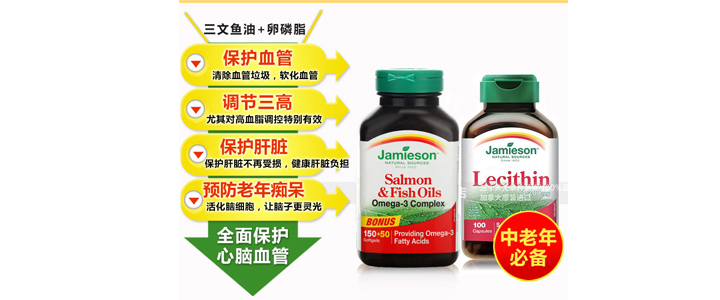 三文鱼油+卵磷脂
保护血管
清除血管垃圾，软化血管
调节三高
尤其对高血脂调控特别有效
保护肝脏
保护肝脏不再受损，健康肝脏负担
预防老年痴呆
活化脑细胞，让脑子更灵光
全面保护
心脑血管
Jamieson
NATURAL SOURCES
Salmon
& Fish Oils
Omega-3 Complex
BONUS
150+50
Softgels
Providing Omega-3
Fatty Acids
Jamieson
NATURAL SOURCES
Lecithin
加拿大原装进口
100
Capsules
中老年
必备